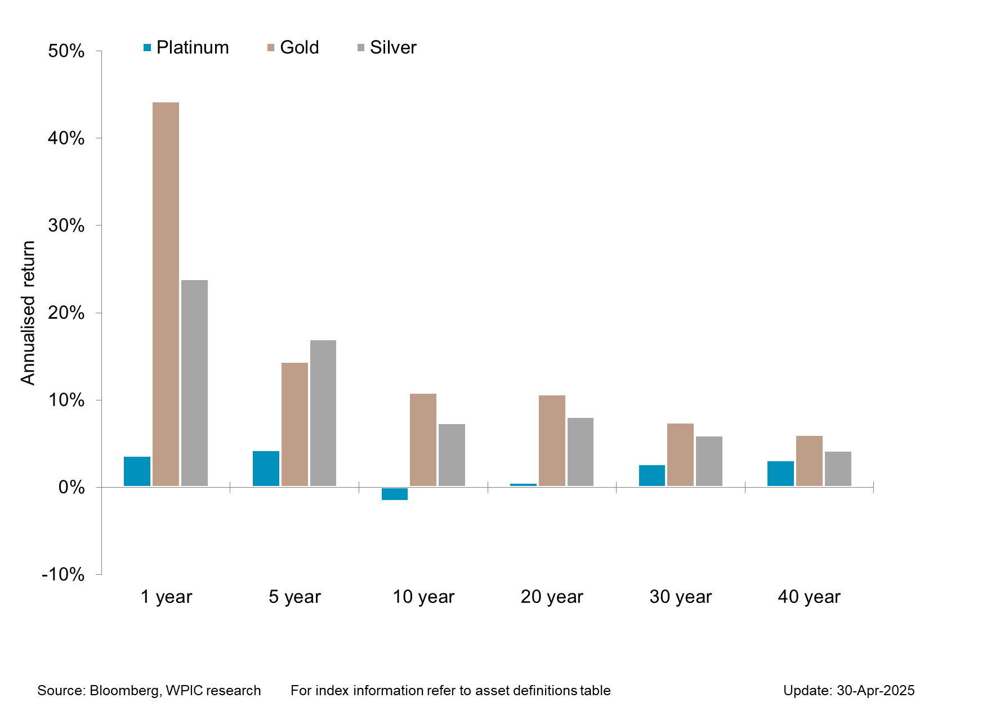 Platinum Gold Silver
50%
40%
30%
20%
10%
0%
-10%
Annualised return
1 year 5 year 10 year 20 year 30 year 40 year
Source: Bloomberg, WPIC research For index information refer to asset definitions table Update: 30-Apr-2025